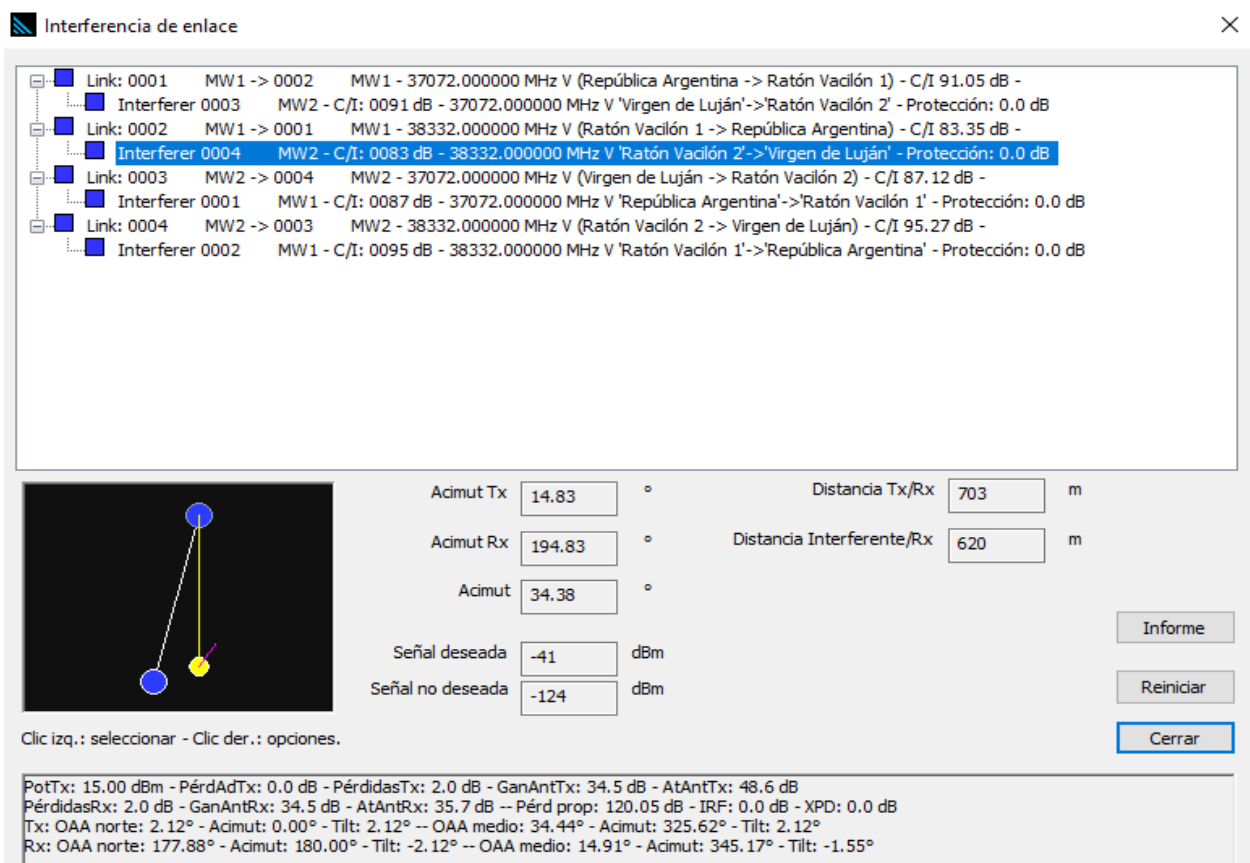 Interferencia de enlace
Link: 0001 MW1 -> 0002 MW1 - 37072.000000 MHz V (República Argentina -> Ratón Vacilón 1) - C/I 91.05 dB -
Interferer 0003 MW2 - C/I: 0091 dB - 37072.000000 MHz V 'Virgen de Luján'->'Ratón Vacilón 2' - Protección: 0.0 dB
Link: 0002 MW1 -> 0001 MW1 - 38332.000000 MHz V (Ratón Vacilón 1 -> República Argentina) - C/I 83.35 dB -
Interferer 0004 MW2 - C/I: 0083 dB - 38332.000000 MHz V 'Ratón Vacilón 2'->'Virgen de Luján' - Protección: 0.0 dB
Link: 0003 MW2 -> 0004 MW2 - 37072.000000 MHz V (Virgen de Luján -> Ratón Vacilón 2) - C/I 87.12 dB -
Interferer 0001 MW1 - C/I: 0087 dB - 37072.000000 MHz V 'República Argentina'->'Ratón Vacilón 1' - Protección: 0.0 dB
Link: 0004 MW2 -> 0003 MW2 - 38332.000000 MHz V (Ratón Vacilón 2 -> Virgen de Luján) - C/I 95.27 dB -
Interferer 0002 MW1 - C/I: 0095 dB - 38332.000000 MHz V 'Ratón Vacilón 1'->'República Argentina' - Protección: 0.0 dB
Acimut Tx 14.83 º Distancia Tx/Rx 703 m
Acimut Rx 194.83 º Distancia Interferente/Rx 620 m
Acimut 34.38 º
Informe
Señal deseada -41 dBm
Señal no deseada -124 dBm
Reiniciar
Clic izq.: seleccionar - Clic der.: opciones.
Cerrar
PotTx: 15.00 dBm - PérdAdTx: 0.0 dB - PérdidasTx: 2.0 dB - GanAntTx: 34.5 dB - AtAntTx: 48.6 dB
PérdidasRx: 2.0 dB - GanAntRx: 34.5 dB - AtAntRx: 35.7 dB -- Pérd prop: 120.05 dB - IRF: 0.0 dB - XPD: 0.0 dB
Tx: OAA norte: 2.12° - Acimut: 0.00° - Tilt: 2.12° -- OAA medio: 34.44° - Acimut: 325.62° - Tilt: 2.12°
Rx: OAA norte: 177.88° - Acimut: 180.00° - Tilt: -2.12° -- OAA medio: 14.91° - Acimut: 345.17° - Tilt: -1.55°